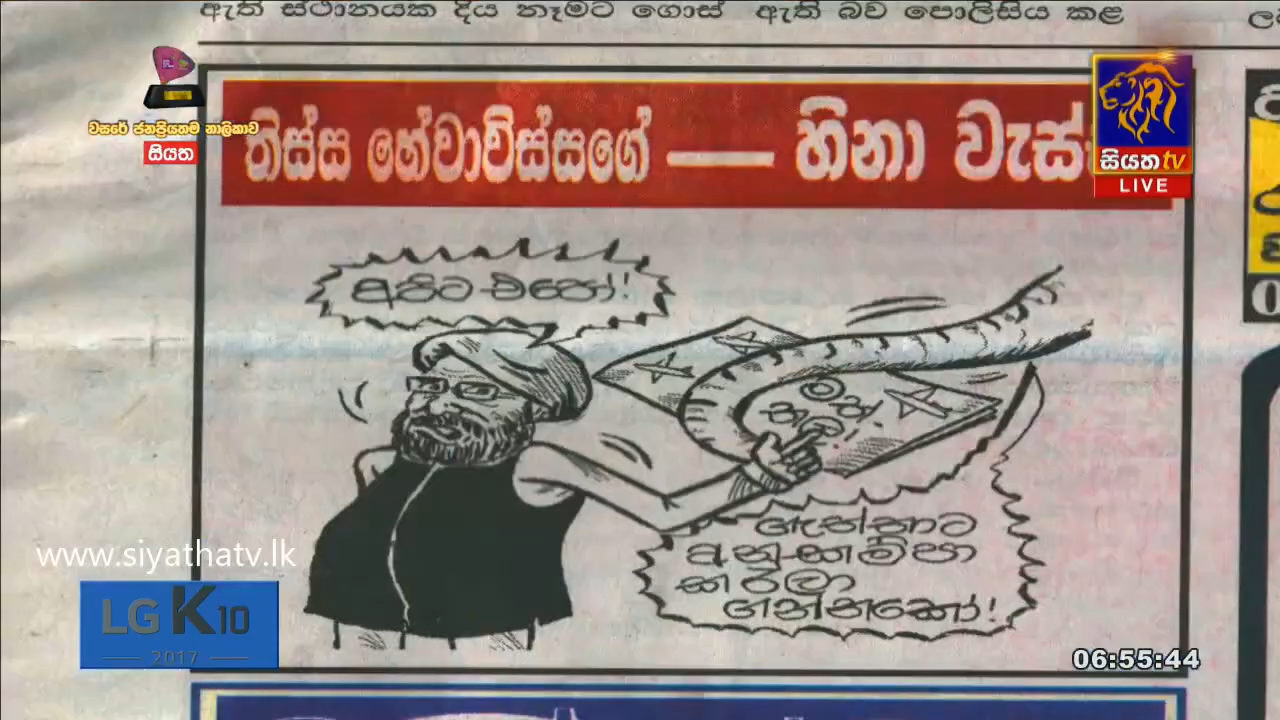 ඇති ස්ථානයක දිය නෑමට ගොස් ඇති බව පොලිසිය කළ
වසරේ ජනප්‍රියතම නාලිකාව
සියත
තිස්ස හේවාවිස්සගේ — හිනා
සියත tv
LIVE
අපිට එපෝ!
ගැත්තාට
අනුකම්පා
කරලා
ගන්නකෝ!
www.siyathatv.lk
LG K10
2017
06:55:44